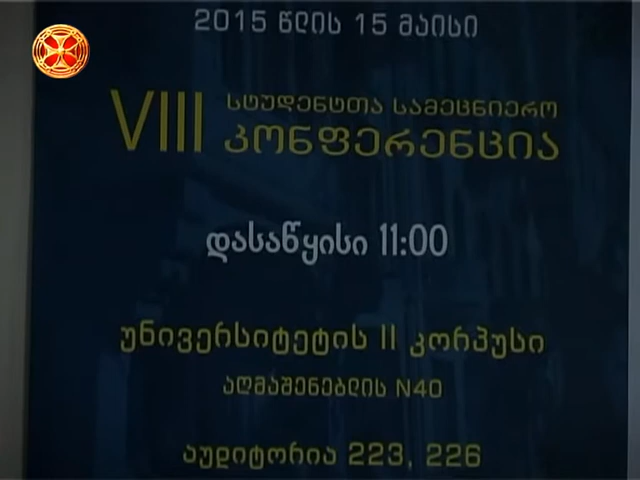 2015 წლის 15 მაისი
VIII სტუდენტთა სამეცნიერო
კონფერენცია
დასაწყისი 11:00
უნივერსიტეტის II კორპუსი
აღმაშენებლის N40
აუდიტორია 223, 226